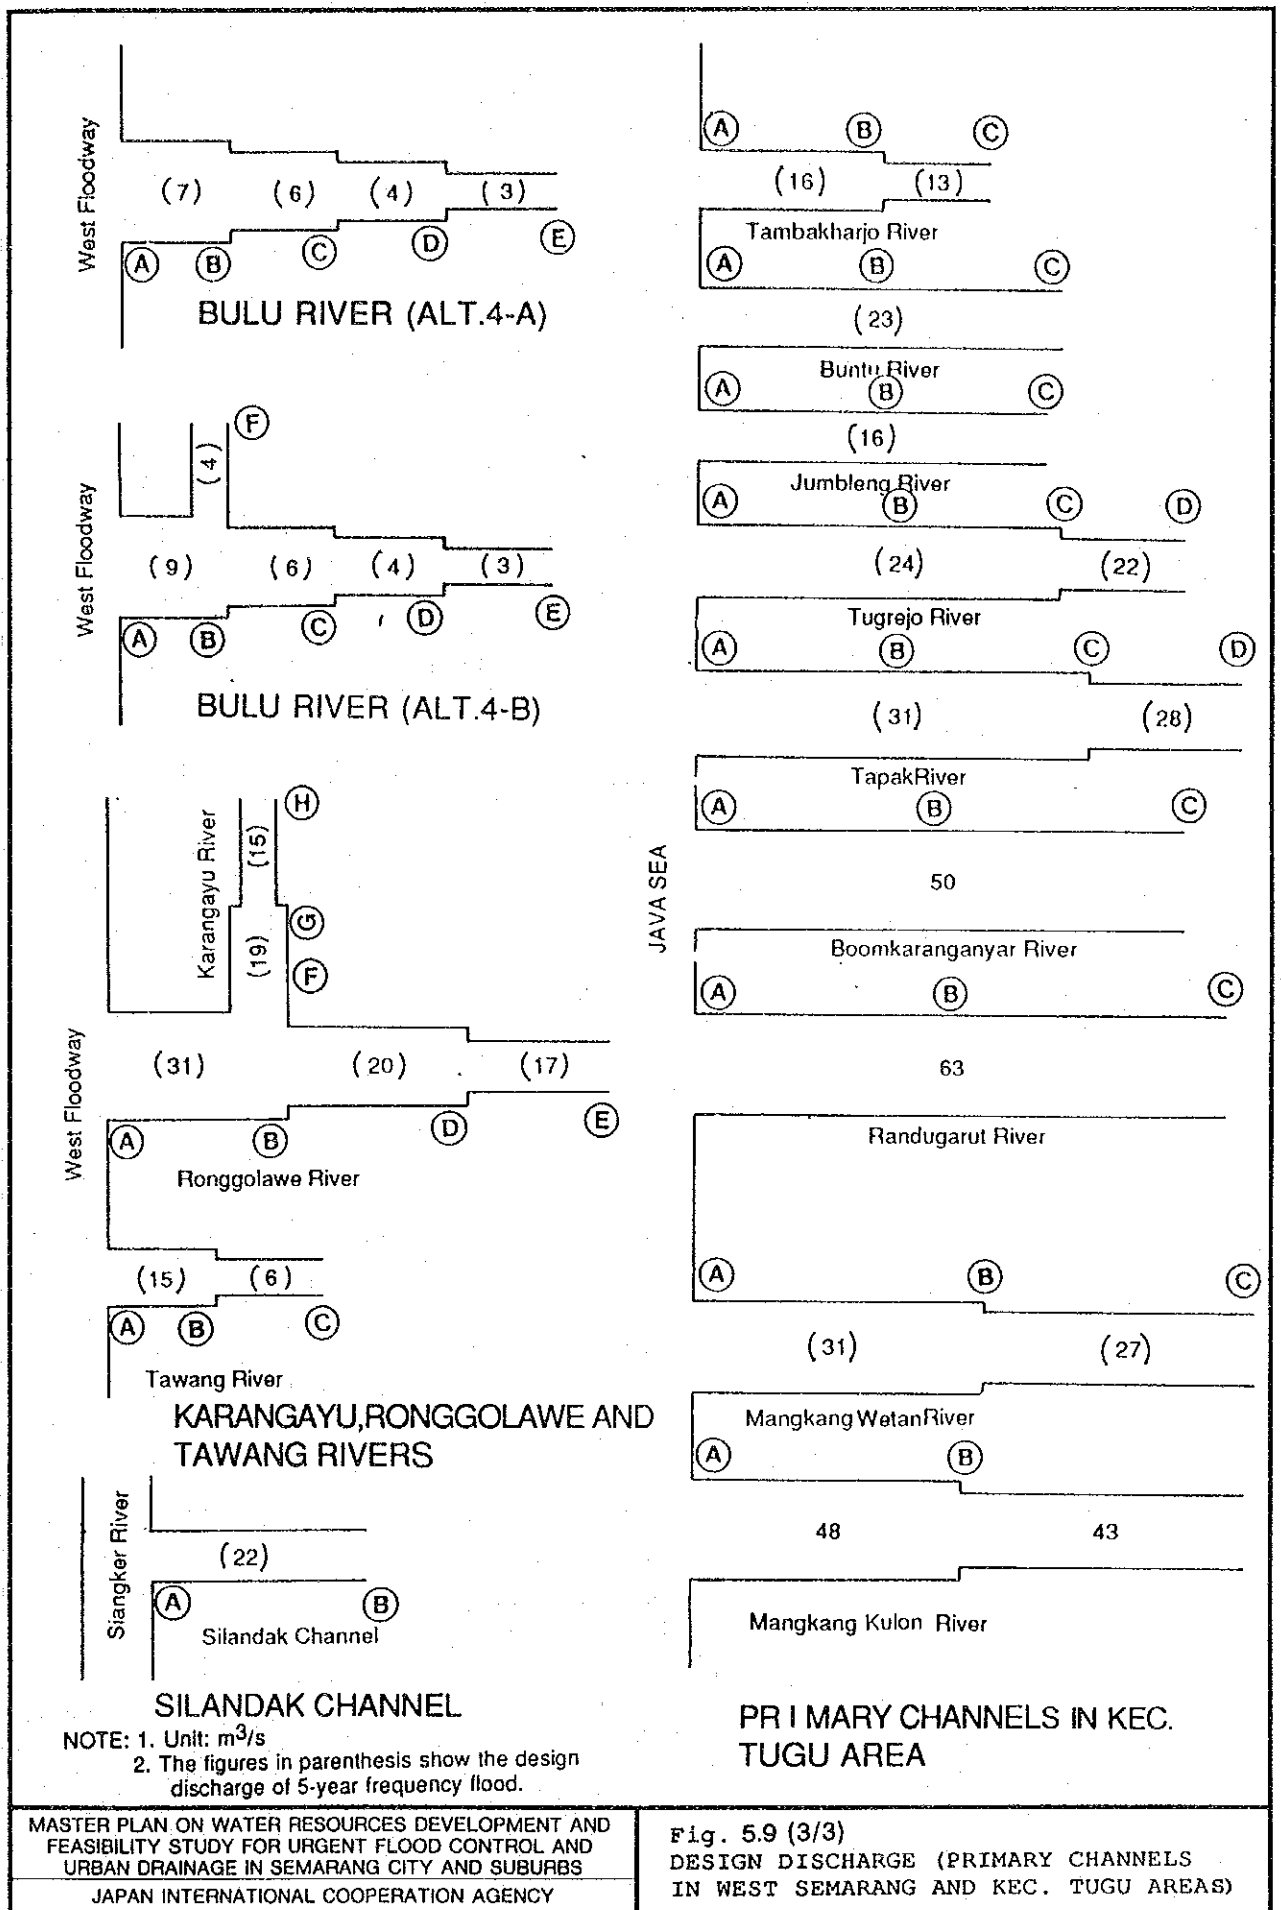 West Floodway
(7) (6) (4) (3)
A B C D E
BULU RIVER (ALT.4-A)
F
(4)
West Floodway
(9) (6) (4) (3)
A B C D E
BULU RIVER (ALT.4-B)
H
Karangayu River
(15)
G
(19)
F
West Floodway
(31) (20) (17)
A B D E
Ronggolawe River
(15) (6)
A B C
Tawang River
KARANGAYU,RONGGOLAWE AND
TAWANG RIVERS
Siangker River
(22)
A B
Silandak Channel
SILANDAK CHANNEL
NOTE: 1. Unit: m³/s
2. The figures in parenthesis show the design
discharge of 5-year frequency flood.
A B C
(16) (13)
Tambakharjo River
A B C
(23)
Buntu River
A B C
(16)
Jumbleng River
A B C D
(24) (22)
Tugrejo River
A B C D
(31) (28)
TapakRiver
A B C
JAVA SEA
50
Boomkaranganyar River
A B C
63
Randugarut River
A B C
(31) (27)
Mangkang WetanRiver
A B
48 43
Mangkang Kulon River
PR I MARY CHANNELS IN KEC.
TUGU AREA
MASTER PLAN ON WATER RESOURCES DEVELOPMENT AND
FEASIBILITY STUDY FOR URGENT FLOOD CONTROL AND
URBAN DRAINAGE IN SEMARANG CITY AND SUBURBS
JAPAN INTERNATIONAL COOPERATION AGENCY
Fig. 5.9 (3/3)
DESIGN DISCHARGE (PRIMARY CHANNELS
IN WEST SEMARANG AND KEC. TUGU AREAS)